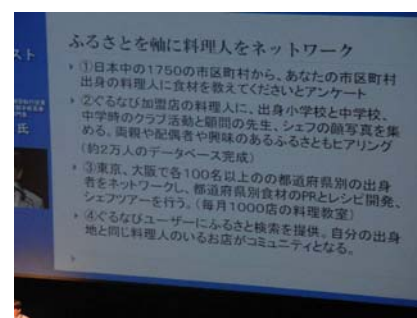 スト
氏
ふるさとを軸に料理人をネットワーク
①日本中の1750の市区町村から、あなたの市区町村
出身の料理人に食材を教えてくださいとアンケート
②ぐるなび加盟店の料理人に、出身小学校と中学校、
中学時のクラブ活動と顧問の先生、シェフの顔写真を集
める。両親や配偶者や興味のあるふるさともヒアリング
(約2万人のデータベース完成)
③東京、大阪で各100名以上のの都道府県別の出身
者をネットワークし、都道府県別食材のPRとレシピ開発、
シェフツアーを行う。(毎月1000店の料理教室)
④ぐるなびユーザーにふるさと検索を提供。自分の出身
地と同じ料理人のいるお店がコミュニティとなる。